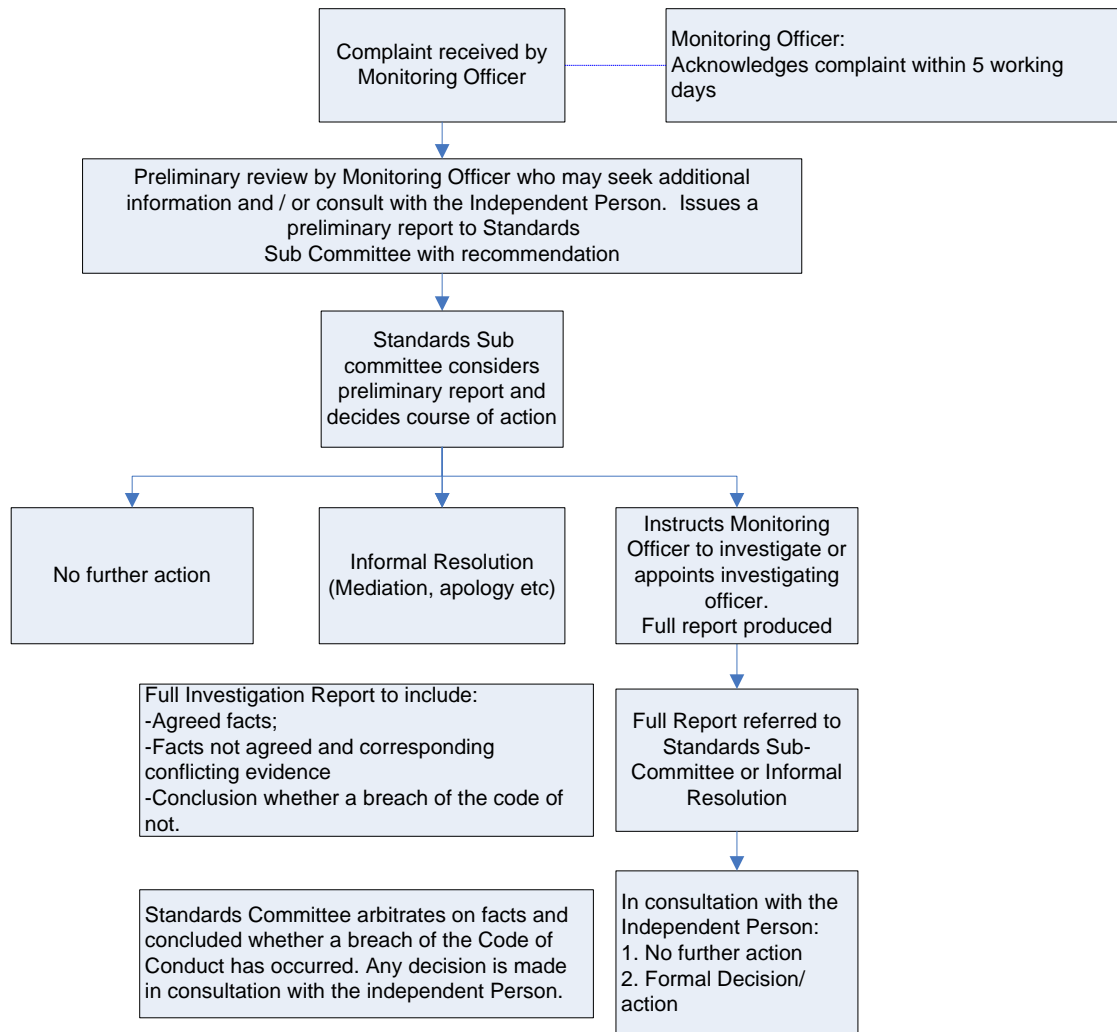 Complaint received by
Monitoring Officer
Monitoring Officer:
Acknowledges complaint within 5 working
days
Preliminary review by Monitoring Officer who may seek additional
information and / or consult with the Independent Person.  Issues a
preliminary report to Standards
Sub Committee with recommendation
Standards Sub
committee considers
preliminary report and
decides course of action
No further action
Informal Resolution
(Mediation, apology etc)
Instructs Monitoring
Officer to investigate or
appoints investigating
officer.
Full report produced
Full Investigation Report to include:
-Agreed facts;
-Facts not agreed and corresponding
conflicting evidence
-Conclusion whether a breach of the code of
not.
Full Report referred to
Standards Sub-
Committee or Informal
Resolution
Standards Committee arbitrates on facts and
concluded whether a breach of the Code of
Conduct has occurred. Any decision is made
in consultation with the independent Person.
In consultation with the
Independent Person:
1. No further action
2. Formal Decision/
action